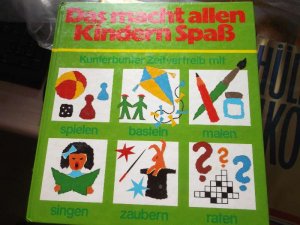 Das macht allen
Kindern Spaß
Kunterbunter Zeitvertreib mit
spielen basteln malen
singen zaubern raten